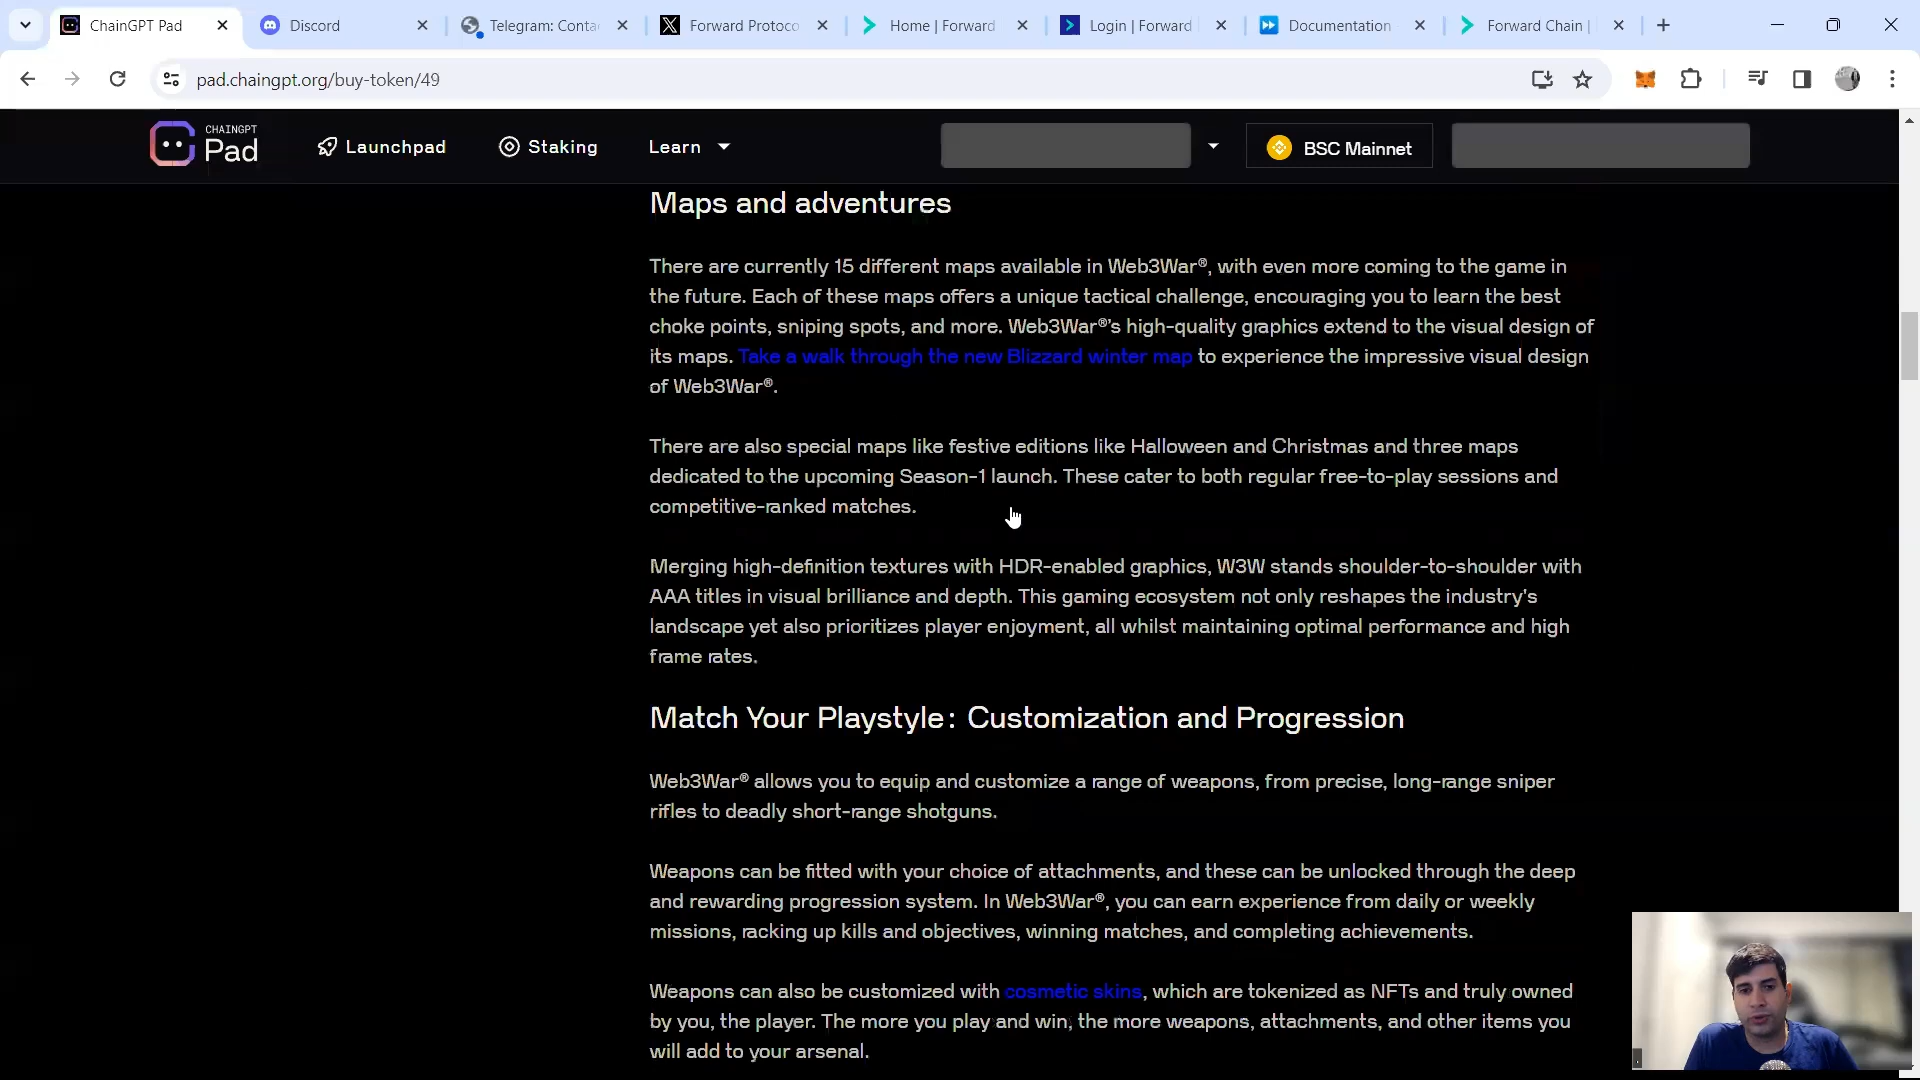 ChainGPT Pad
Discord
Telegram: Conta
Forward Protoco
Home | Forward
Login | Forward
Documentation
Forward Chain |
pad.chaingpt.org/buy-token/49
CHAINGPT
Pad
Launchpad
Staking
Learn
BSC Mainnet
Maps and adventures
There are currently 15 different maps available in Web3War®, with even more coming to the game in
the future. Each of these maps offers a unique tactical challenge, encouraging you to learn the best
choke points, sniping spots, and more. Web3War®'s high-quality graphics extend to the visual design of
its maps. Take a walk through the new Blizzard winter map to experience the impressive visual design
of Web3War®.
There are also special maps like festive editions like Halloween and Christmas and three maps
dedicated to the upcoming Season-1 launch. These cater to both regular free-to-play sessions and
competitive-ranked matches.
Merging high-definition textures with HDR-enabled graphics, W3W stands shoulder-to-shoulder with
AAA titles in visual brilliance and depth. This gaming ecosystem not only reshapes the industry's
landscape yet also prioritizes player enjoyment, all whilst maintaining optimal performance and high
frame rates.
Match Your Playstyle: Customization and Progression
Web3War® allows you to equip and customize a range of weapons, from precise, long-range sniper
rifles to deadly short-range shotguns.
Weapons can be fitted with your choice of attachments, and these can be unlocked through the deep
and rewarding progression system. In Web3War®, you can earn experience from daily or weekly
missions, racking up kills and objectives, winning matches, and completing achievements.
Weapons can also be customized with cosmetic skins, which are tokenized as NFTs and truly owned
by you, the player. The more you play and win, the more weapons, attachments, and other items you
will add to your arsenal.